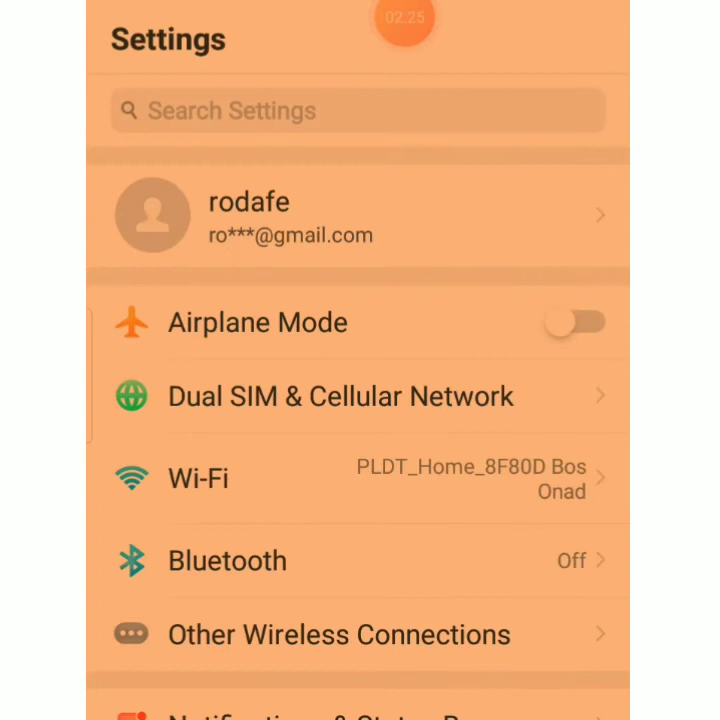 02.25
Settings
Search Settings
rodafe
ro***@gmail.com
Airplane Mode
Dual SIM & Cellular Network
Wi-Fi
PLDT_Home_8F80D Bos
Onad
Bluetooth
Off
Other Wireless Connections